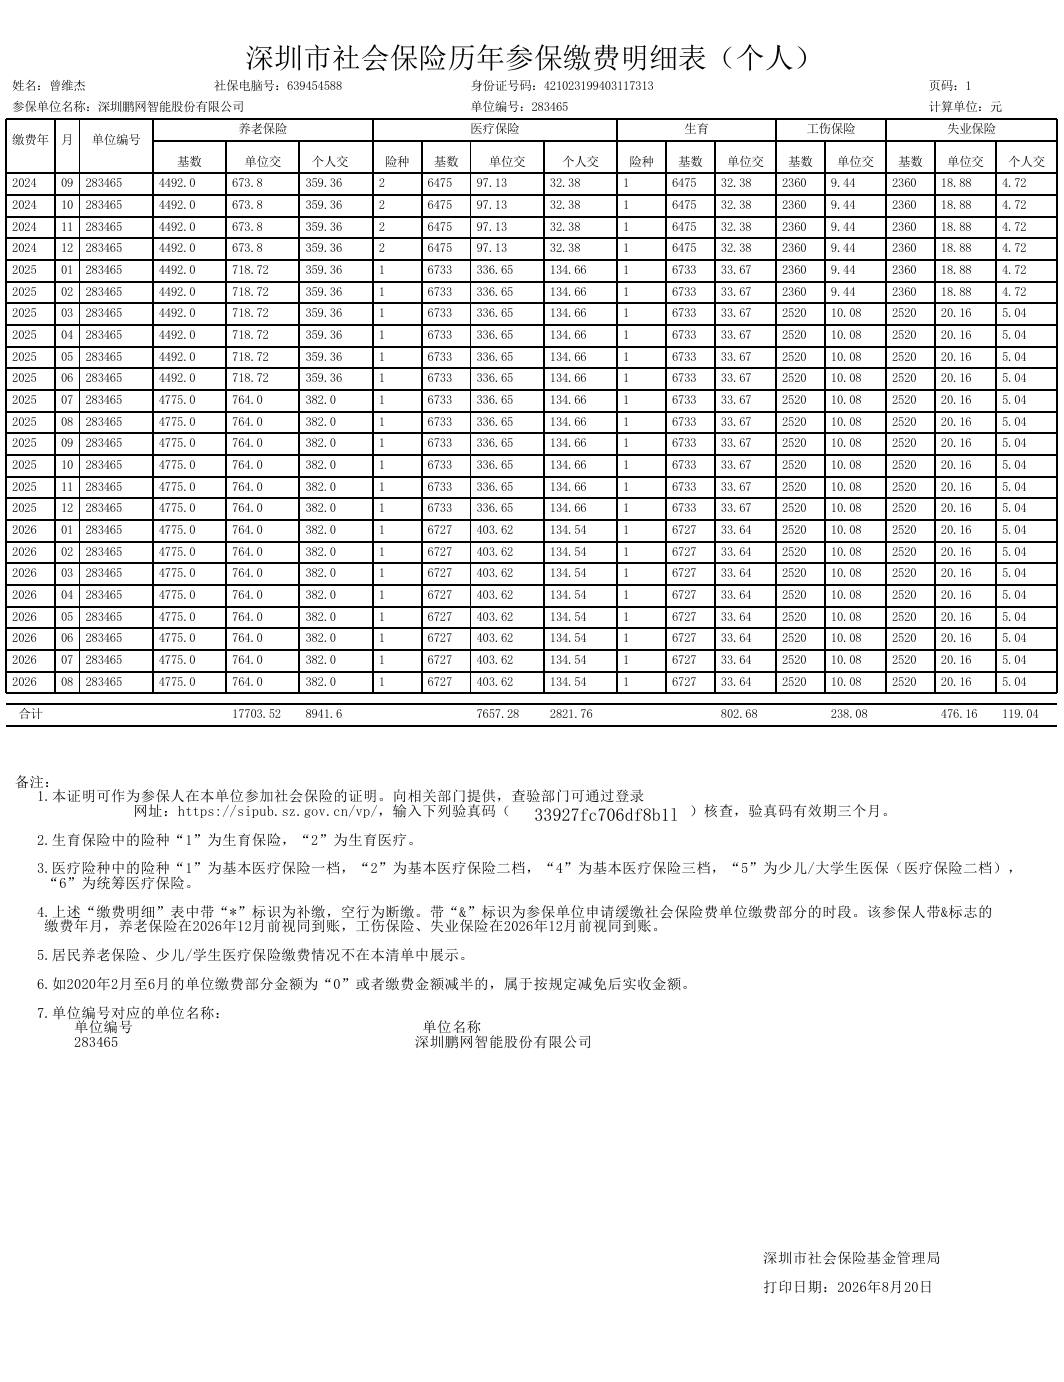 深圳市社会保险历年参保缴费明细表（个人）
姓名：曾维杰 社保电脑号：639454588 身份证号码：421023199403117313 页码：1
参保单位名称：深圳鹏网智能股份有限公司 单位编号：283465 计算单位：元
缴费年 月 单位编号 养老保险 医疗保险 生育 工伤保险 失业保险
基数 单位交 个人交 险种 基数 单位交 个人交 险种 基数 单位交 基数 单位交 基数 单位交 个人交
2024 09 283465 4492.0 673.8 359.36 2 6475 97.13 32.38 1 6475 32.38 2360 9.44 2360 18.88 4.72
2024 10 283465 4492.0 673.8 359.36 2 6475 97.13 32.38 1 6475 32.38 2360 9.44 2360 18.88 4.72
2024 11 283465 4492.0 673.8 359.36 2 6475 97.13 32.38 1 6475 32.38 2360 9.44 2360 18.88 4.72
2024 12 283465 4492.0 673.8 359.36 2 6475 97.13 32.38 1 6475 32.38 2360 9.44 2360 18.88 4.72
2025 01 283465 4492.0 718.72 359.36 1 6733 336.65 134.66 1 6733 33.67 2360 9.44 2360 18.88 4.72
2025 02 283465 4492.0 718.72 359.36 1 6733 336.65 134.66 1 6733 33.67 2360 9.44 2360 18.88 4.72
2025 03 283465 4492.0 718.72 359.36 1 6733 336.65 134.66 1 6733 33.67 2520 10.08 2520 20.16 5.04
2025 04 283465 4492.0 718.72 359.36 1 6733 336.65 134.66 1 6733 33.67 2520 10.08 2520 20.16 5.04
2025 05 283465 4492.0 718.72 359.36 1 6733 336.65 134.66 1 6733 33.67 2520 10.08 2520 20.16 5.04
2025 06 283465 4492.0 718.72 359.36 1 6733 336.65 134.66 1 6733 33.67 2520 10.08 2520 20.16 5.04
2025 07 283465 4775.0 764.0 382.0 1 6733 336.65 134.66 1 6733 33.67 2520 10.08 2520 20.16 5.04
2025 08 283465 4775.0 764.0 382.0 1 6733 336.65 134.66 1 6733 33.67 2520 10.08 2520 20.16 5.04
2025 09 283465 4775.0 764.0 382.0 1 6733 336.65 134.66 1 6733 33.67 2520 10.08 2520 20.16 5.04
2025 10 283465 4775.0 764.0 382.0 1 6733 336.65 134.66 1 6733 33.67 2520 10.08 2520 20.16 5.04
2025 11 283465 4775.0 764.0 382.0 1 6733 336.65 134.66 1 6733 33.67 2520 10.08 2520 20.16 5.04
2025 12 283465 4775.0 764.0 382.0 1 6733 336.65 134.66 1 6733 33.67 2520 10.08 2520 20.16 5.04
2026 01 283465 4775.0 764.0 382.0 1 6727 403.62 134.54 1 6727 33.64 2520 10.08 2520 20.16 5.04
2026 02 283465 4775.0 764.0 382.0 1 6727 403.62 134.54 1 6727 33.64 2520 10.08 2520 20.16 5.04
2026 03 283465 4775.0 764.0 382.0 1 6727 403.62 134.54 1 6727 33.64 2520 10.08 2520 20.16 5.04
2026 04 283465 4775.0 764.0 382.0 1 6727 403.62 134.54 1 6727 33.64 2520 10.08 2520 20.16 5.04
2026 05 283465 4775.0 764.0 382.0 1 6727 403.62 134.54 1 6727 33.64 2520 10.08 2520 20.16 5.04
2026 06 283465 4775.0 764.0 382.0 1 6727 403.62 134.54 1 6727 33.64 2520 10.08 2520 20.16 5.04
2026 07 283465 4775.0 764.0 382.0 1 6727 403.62 134.54 1 6727 33.64 2520 10.08 2520 20.16 5.04
2026 08 283465 4775.0 764.0 382.0 1 6727 403.62 134.54 1 6727 33.64 2520 10.08 2520 20.16 5.04
合计 17703.52 8941.6 7657.28 2821.76 802.68 238.08 476.16 119.04
备注：
1.本证明可作为参保人在本单位参加社会保险的证明。向相关部门提供，查验部门可通过登录
网址：https://sipub.sz.gov.cn/vp/，输入下列验真码（ 33927fc706df8b1l ）核查，验真码有效期三个月。
2.生育保险中的险种“1”为生育保险，“2”为生育医疗。
3.医疗险种中的险种“1”为基本医疗保险一档，“2”为基本医疗保险二档，“4”为基本医疗保险三档，“5”为少儿/大学生医保（医疗保险二档），
“6”为统筹医疗保险。
4.上述“缴费明细”表中带“*”标识为补缴，空行为断缴。带“&”标识为参保单位申请缓缴社会保险费单位缴费部分的时段。该参保人带&标志的
缴费年月，养老保险在2026年12月前视同到账，工伤保险、失业保险在2026年12月前视同到账。
5.居民养老保险、少儿/学生医疗保险缴费情况不在本清单中展示。
6.如2020年2月至6月的单位缴费部分金额为“0”或者缴费金额减半的，属于按规定减免后实收金额。
7.单位编号对应的单位名称：
单位编号 单位名称
283465 深圳鹏网智能股份有限公司
深圳市社会保险基金管理局
打印日期：2026年8月20日